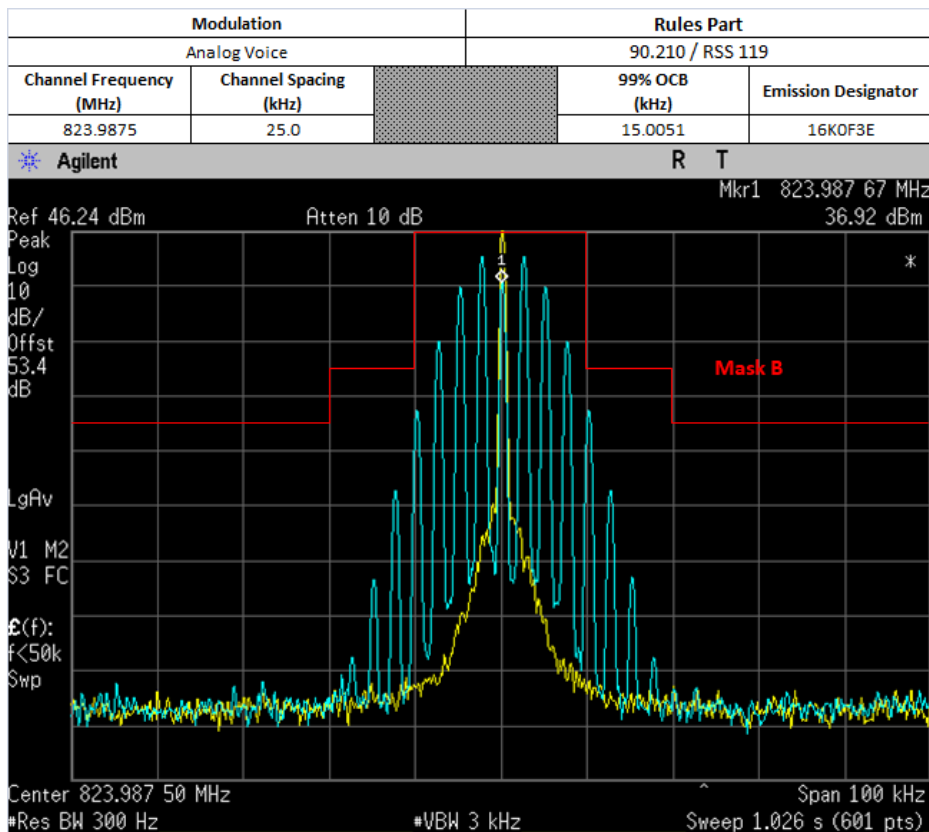 Modulation Rules Part
Analog Voice 90.210 / RSS 119
Channel Frequency (MHz) Channel Spacing (kHz) 99% OCB (kHz) Emission Designator
823.9875 25.0 15.0051 16K0F3E
Agilent R T
Mkr1 823.987 67 MHz
Ref 46.24 dBm Atten 10 dB 36.92 dBm
Peak
Log
10
dB/
Offst
53.4
dB
1
*
Mask B
LgAv
V1 M2
S3 FC
£(f):
f<50k
Swp
Center 823.987 50 MHz ^ Span 100 kHz
#Res BW 300 Hz #VBW 3 kHz Sweep 1.026 s (601 pts)